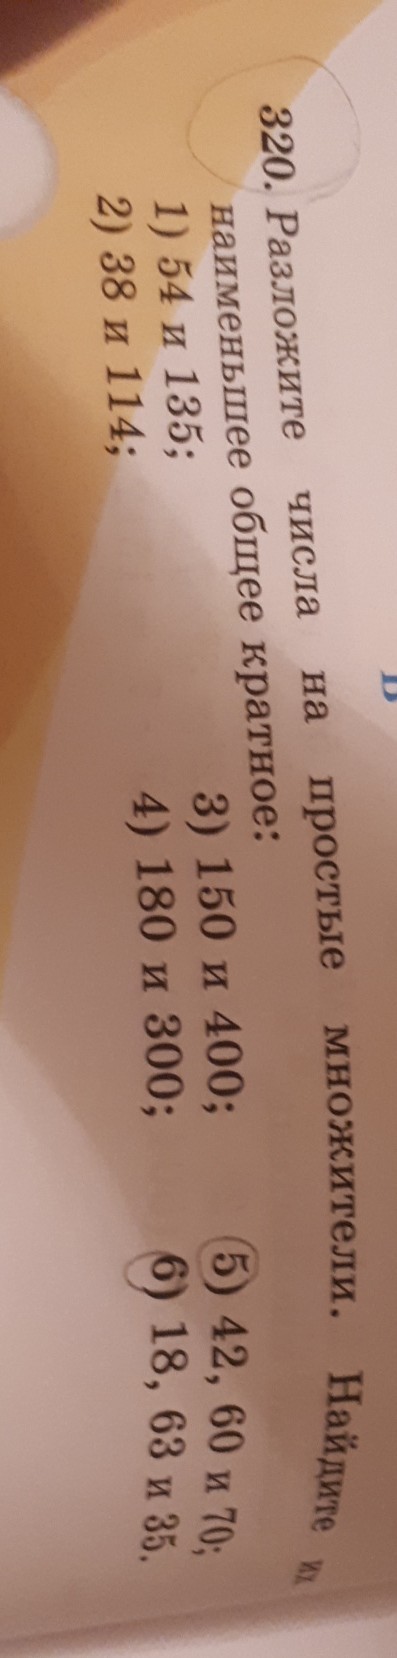 320. Разложите числа на простые множители. Найдите их
наименьшее общее кратное:
1) 54 и 135; 3) 150 и 400; 5) 42, 60 и 70;
2) 38 и 114; 4) 180 и 300; 6) 18, 63 и 35.